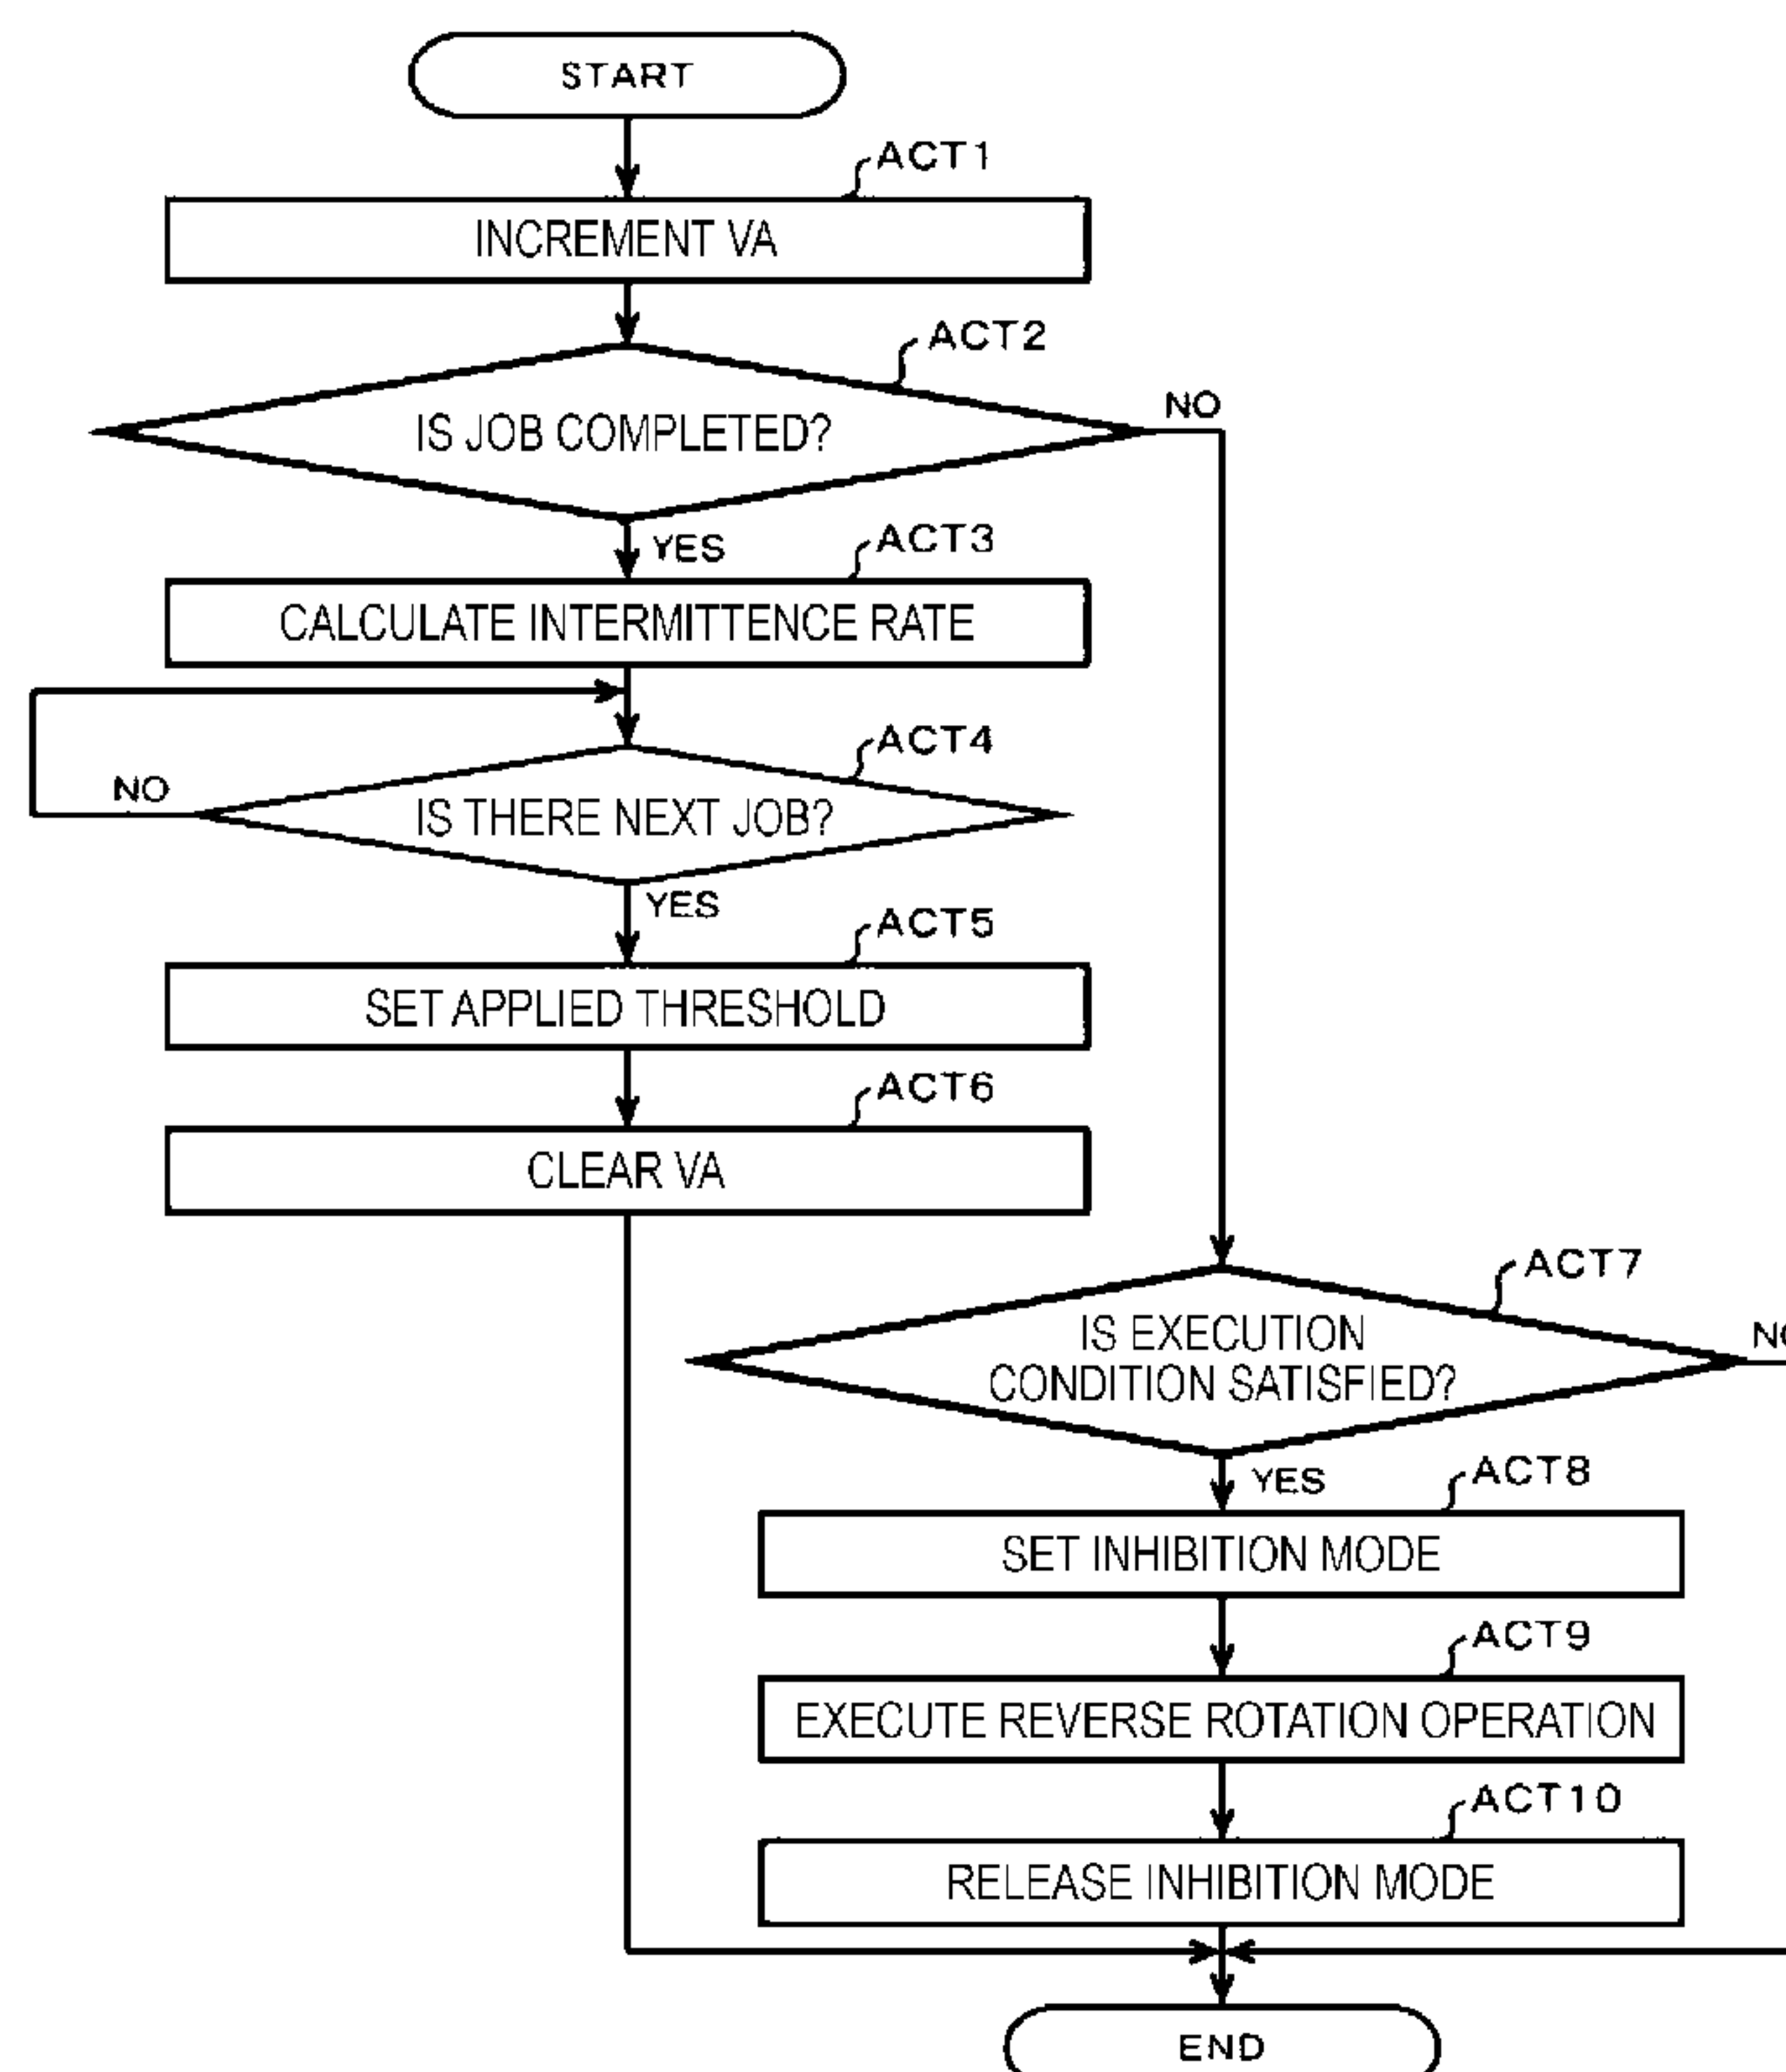 START
ACT1
INCREMENT VA
ACT2
IS JOB COMPLETED?
NO
YES
ACT3
CALCULATE INTERMITTENCE RATE
ACT4
IS THERE NEXT JOB?
NO
YES
ACT5
SET APPLIED THRESHOLD
ACT6
CLEAR VA
ACT7
IS EXECUTION
CONDITION SATISFIED?
NO
YES
ACT8
SET INHIBITION MODE
ACT9
EXECUTE REVERSE ROTATION OPERATION
ACT10
RELEASE INHIBITION MODE
END